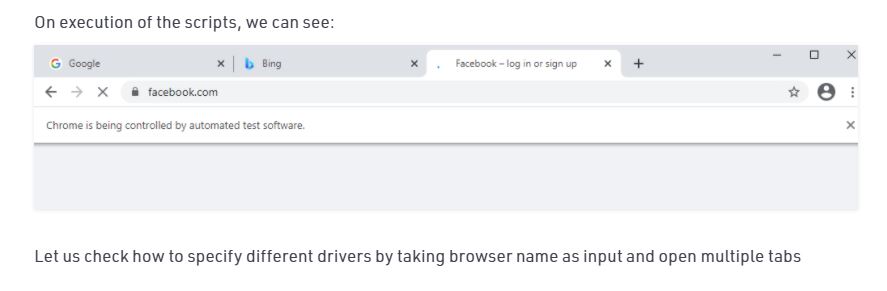 On execution of the scripts, we can see:
Google Bing Facebook – log in or sign up
facebook.com
Chrome is being controlled by automated test software.
Let us check how to specify different drivers by taking browser name as input and open multiple tabs